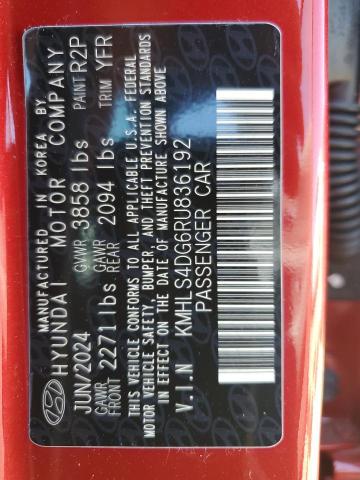 MANUFACTURED IN KOREA BY
HYUNDAI MOTOR COMPANY
JUN/2024 GVWR 3858 lbs PAINT R2P
GAWR FRONT 2271 lbs GAWR REAR 2094 lbs TRIM YFR
THIS VEHICLE CONFORMS TO ALL APPLICABLE U.S.A. FEDERAL
MOTOR VEHICLE SAFETY, BUMPER, AND THEFT PREVENTION STANDARDS
IN EFFECT ON THE DATE OF MANUFACTURE SHOWN ABOVE.
V.I.N KMHLS4DG6RU836192
PASSENGER CAR